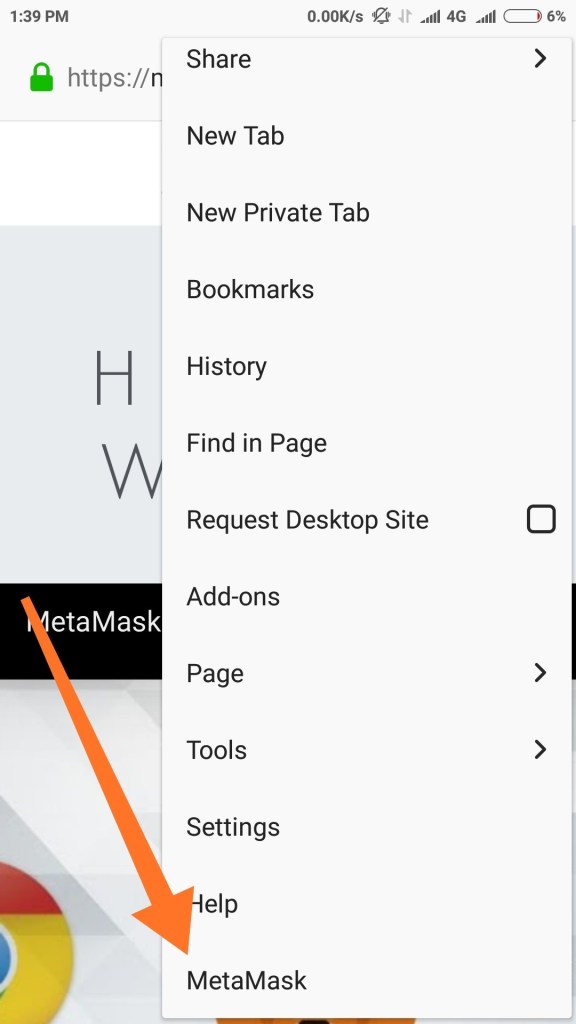 1:39 PM 0.00K/s 4G 6%
https://n
Share
New Tab
New Private Tab
Bookmarks
History
H
Find in Page
W
Request Desktop Site
Add-ons
MetaMask
Page
Tools
Settings
Help
MetaMask